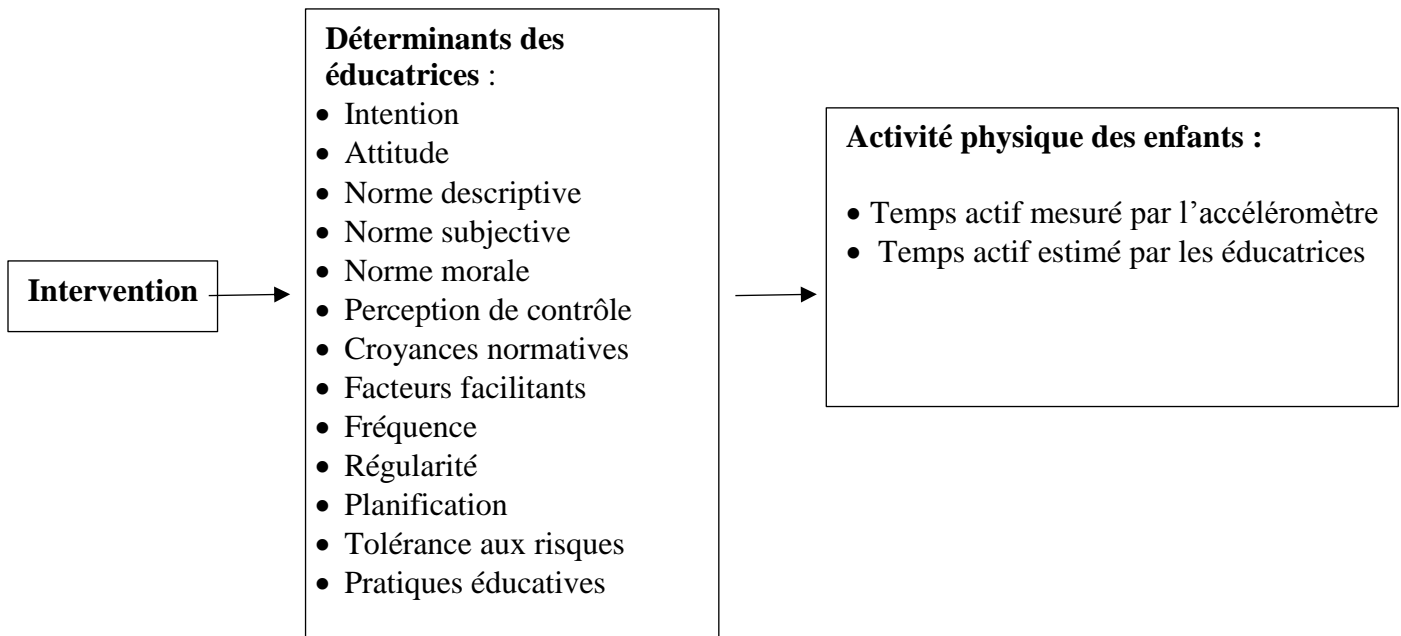 Intervention
Déterminants des
éducatrices :
• Intention
• Attitude
• Norme descriptive
• Norme subjective
• Norme morale
• Perception de contrôle
• Croyances normatives
• Facteurs facilitants
• Fréquence
• Régularité
• Planification
• Tolérance aux risques
• Pratiques éducatives
Activité physique des enfants :
• Temps actif mesuré par l’accéléromètre
• Temps actif estimé par les éducatrices